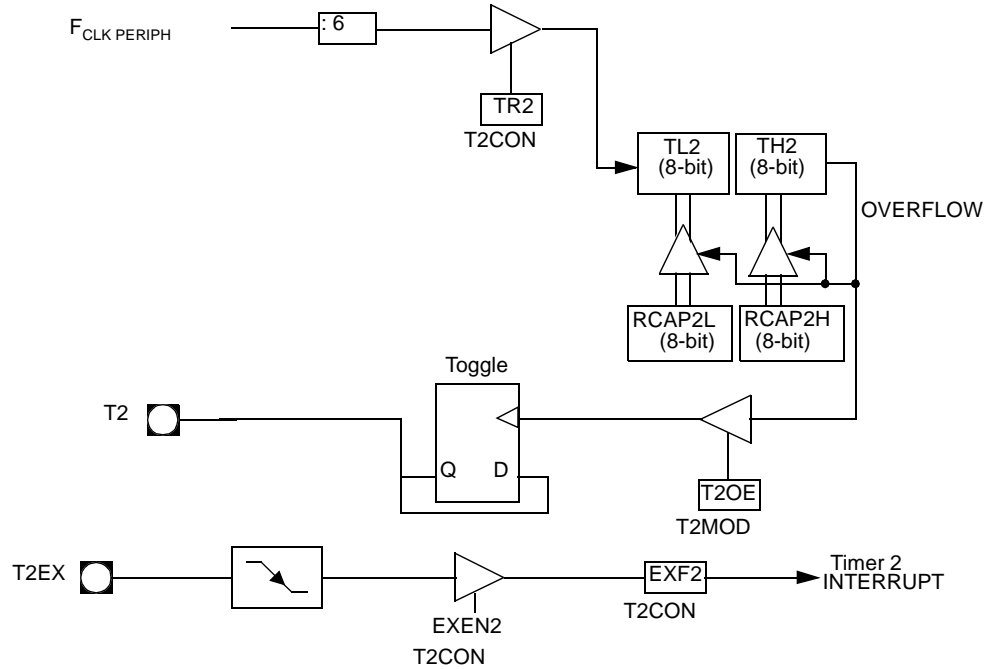 F CLK PERIPH
: 6
TR2
T2CON
TL2
(8-bit)
TH2
(8-bit)
OVERFLOW
RCAP2L
(8-bit)
RCAP2H
(8-bit)
Toggle
T2
Q
D
T2OE
T2MOD
T2EX
EXEN2
T2CON
EXF2
T2CON
Timer 2
INTERRUPT